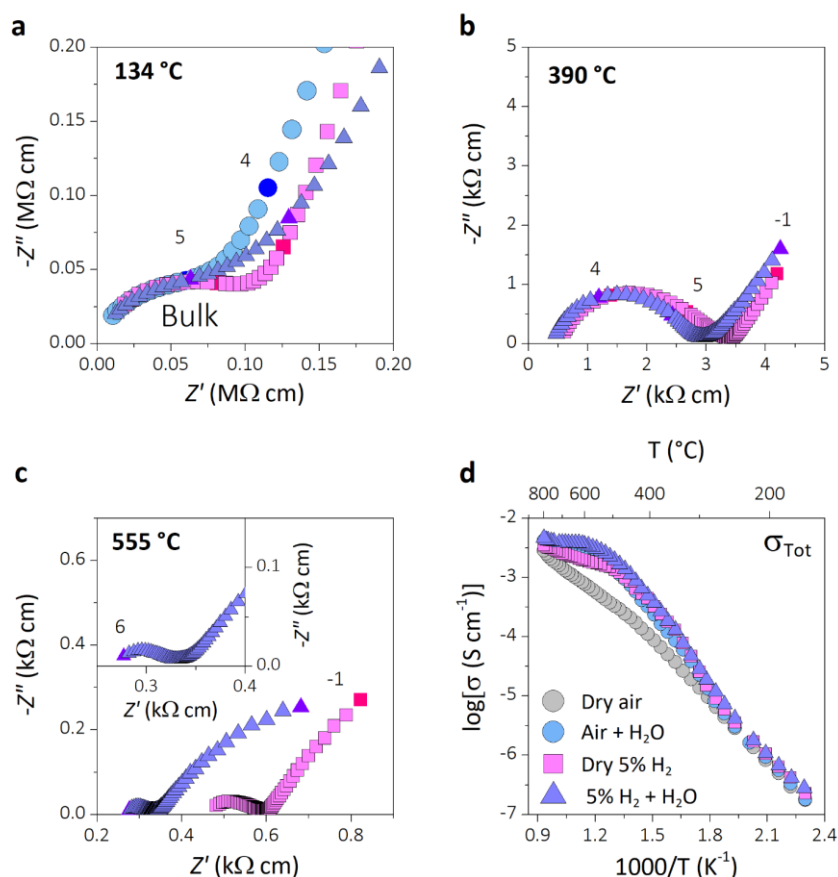 a
134 °C
0.20
0.15
0.10
0.05
0.00
-Z'' (MΩ cm)
4
5
Bulk
0.00 0.05 0.10 0.15 0.20
Z' (MΩ cm)
b
390 °C
5
4
3
2
1
0
-Z'' (kΩ cm)
4
5
-1
0 1 2 3 4 5
Z' (kΩ cm)
c
555 °C
0.6
0.4
0.2
0.0
-Z'' (kΩ cm)
6
0.1
0.0
-Z'' (kΩ cm)
0.3 0.4
Z' (kΩ cm)
-1
0.2 0.4 0.6 0.8
Z' (kΩ cm)
d
T (°C)
800 600 400 200
σTot
-2
-3
-4
-5
-6
-7
log[σ (S cm⁻¹)]
Dry air
Air + H₂O
Dry 5% H₂
5% H₂ + H₂O
0.9 1.2 1.5 1.8 2.1 2.4
1000/T (K⁻¹)